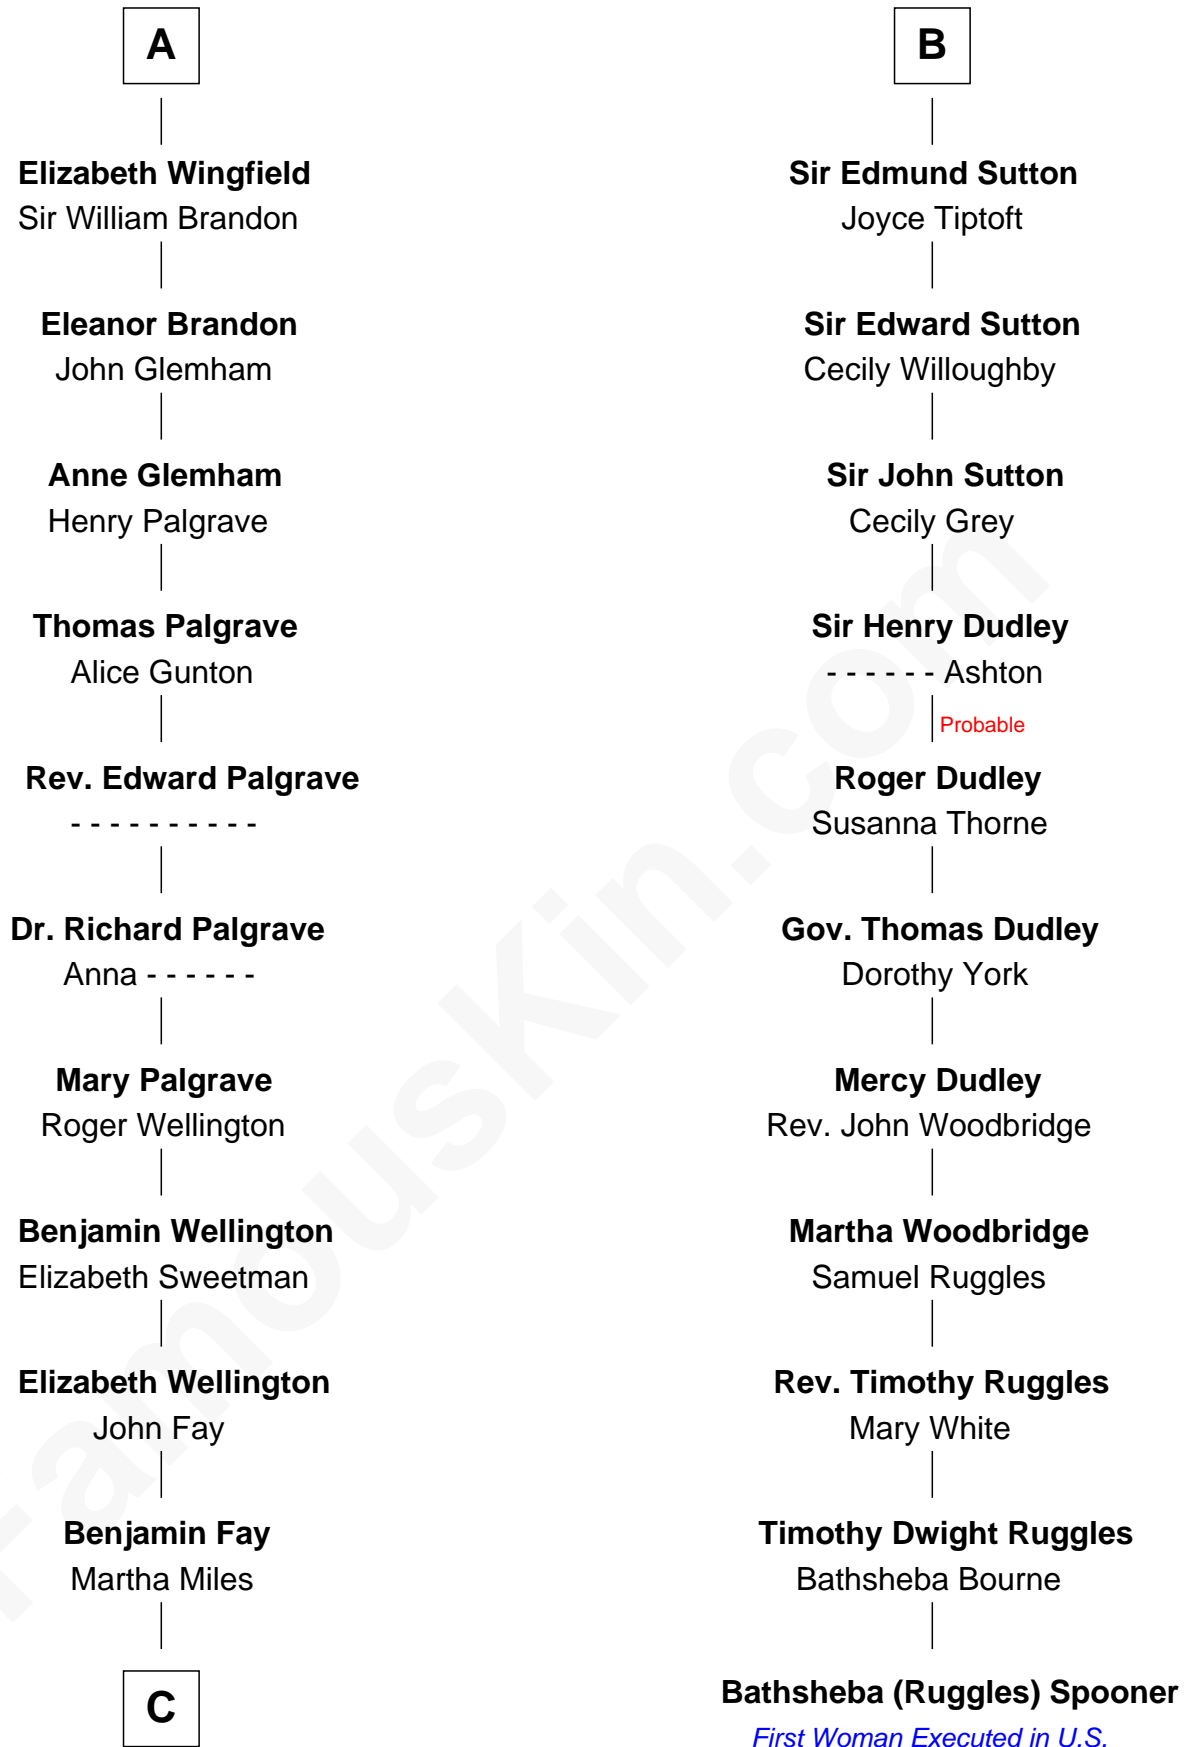 A
Elizabeth Wingfield
Sir William Brandon
Eleanor Brandon
John Glemham
Anne Glemham
Henry Palgrave
Thomas Palgrave
Alice Gunton
Rev. Edward Palgrave
- - - - - - - - - -
Dr. Richard Palgrave
Anna - - - - - -
Mary Palgrave
Roger Wellington
Benjamin Wellington
Elizabeth Sweetman
Elizabeth Wellington
John Fay
Benjamin Fay
Martha Miles
C
B
Sir Edmund Sutton
Joyce Tiptoft
Sir Edward Sutton
Cecily Willoughby
Sir John Sutton
Cecily Grey
Sir Henry Dudley
- - - - - - Ashton
Probable
Roger Dudley
Susanna Thorne
Gov. Thomas Dudley
Dorothy York
Mercy Dudley
Rev. John Woodbridge
Martha Woodbridge
Samuel Ruggles
Rev. Timothy Ruggles
Mary White
Timothy Dwight Ruggles
Bathsheba Bourne
Bathsheba (Ruggles) Spooner
First Woman Executed in U.S.
FamousKin.com